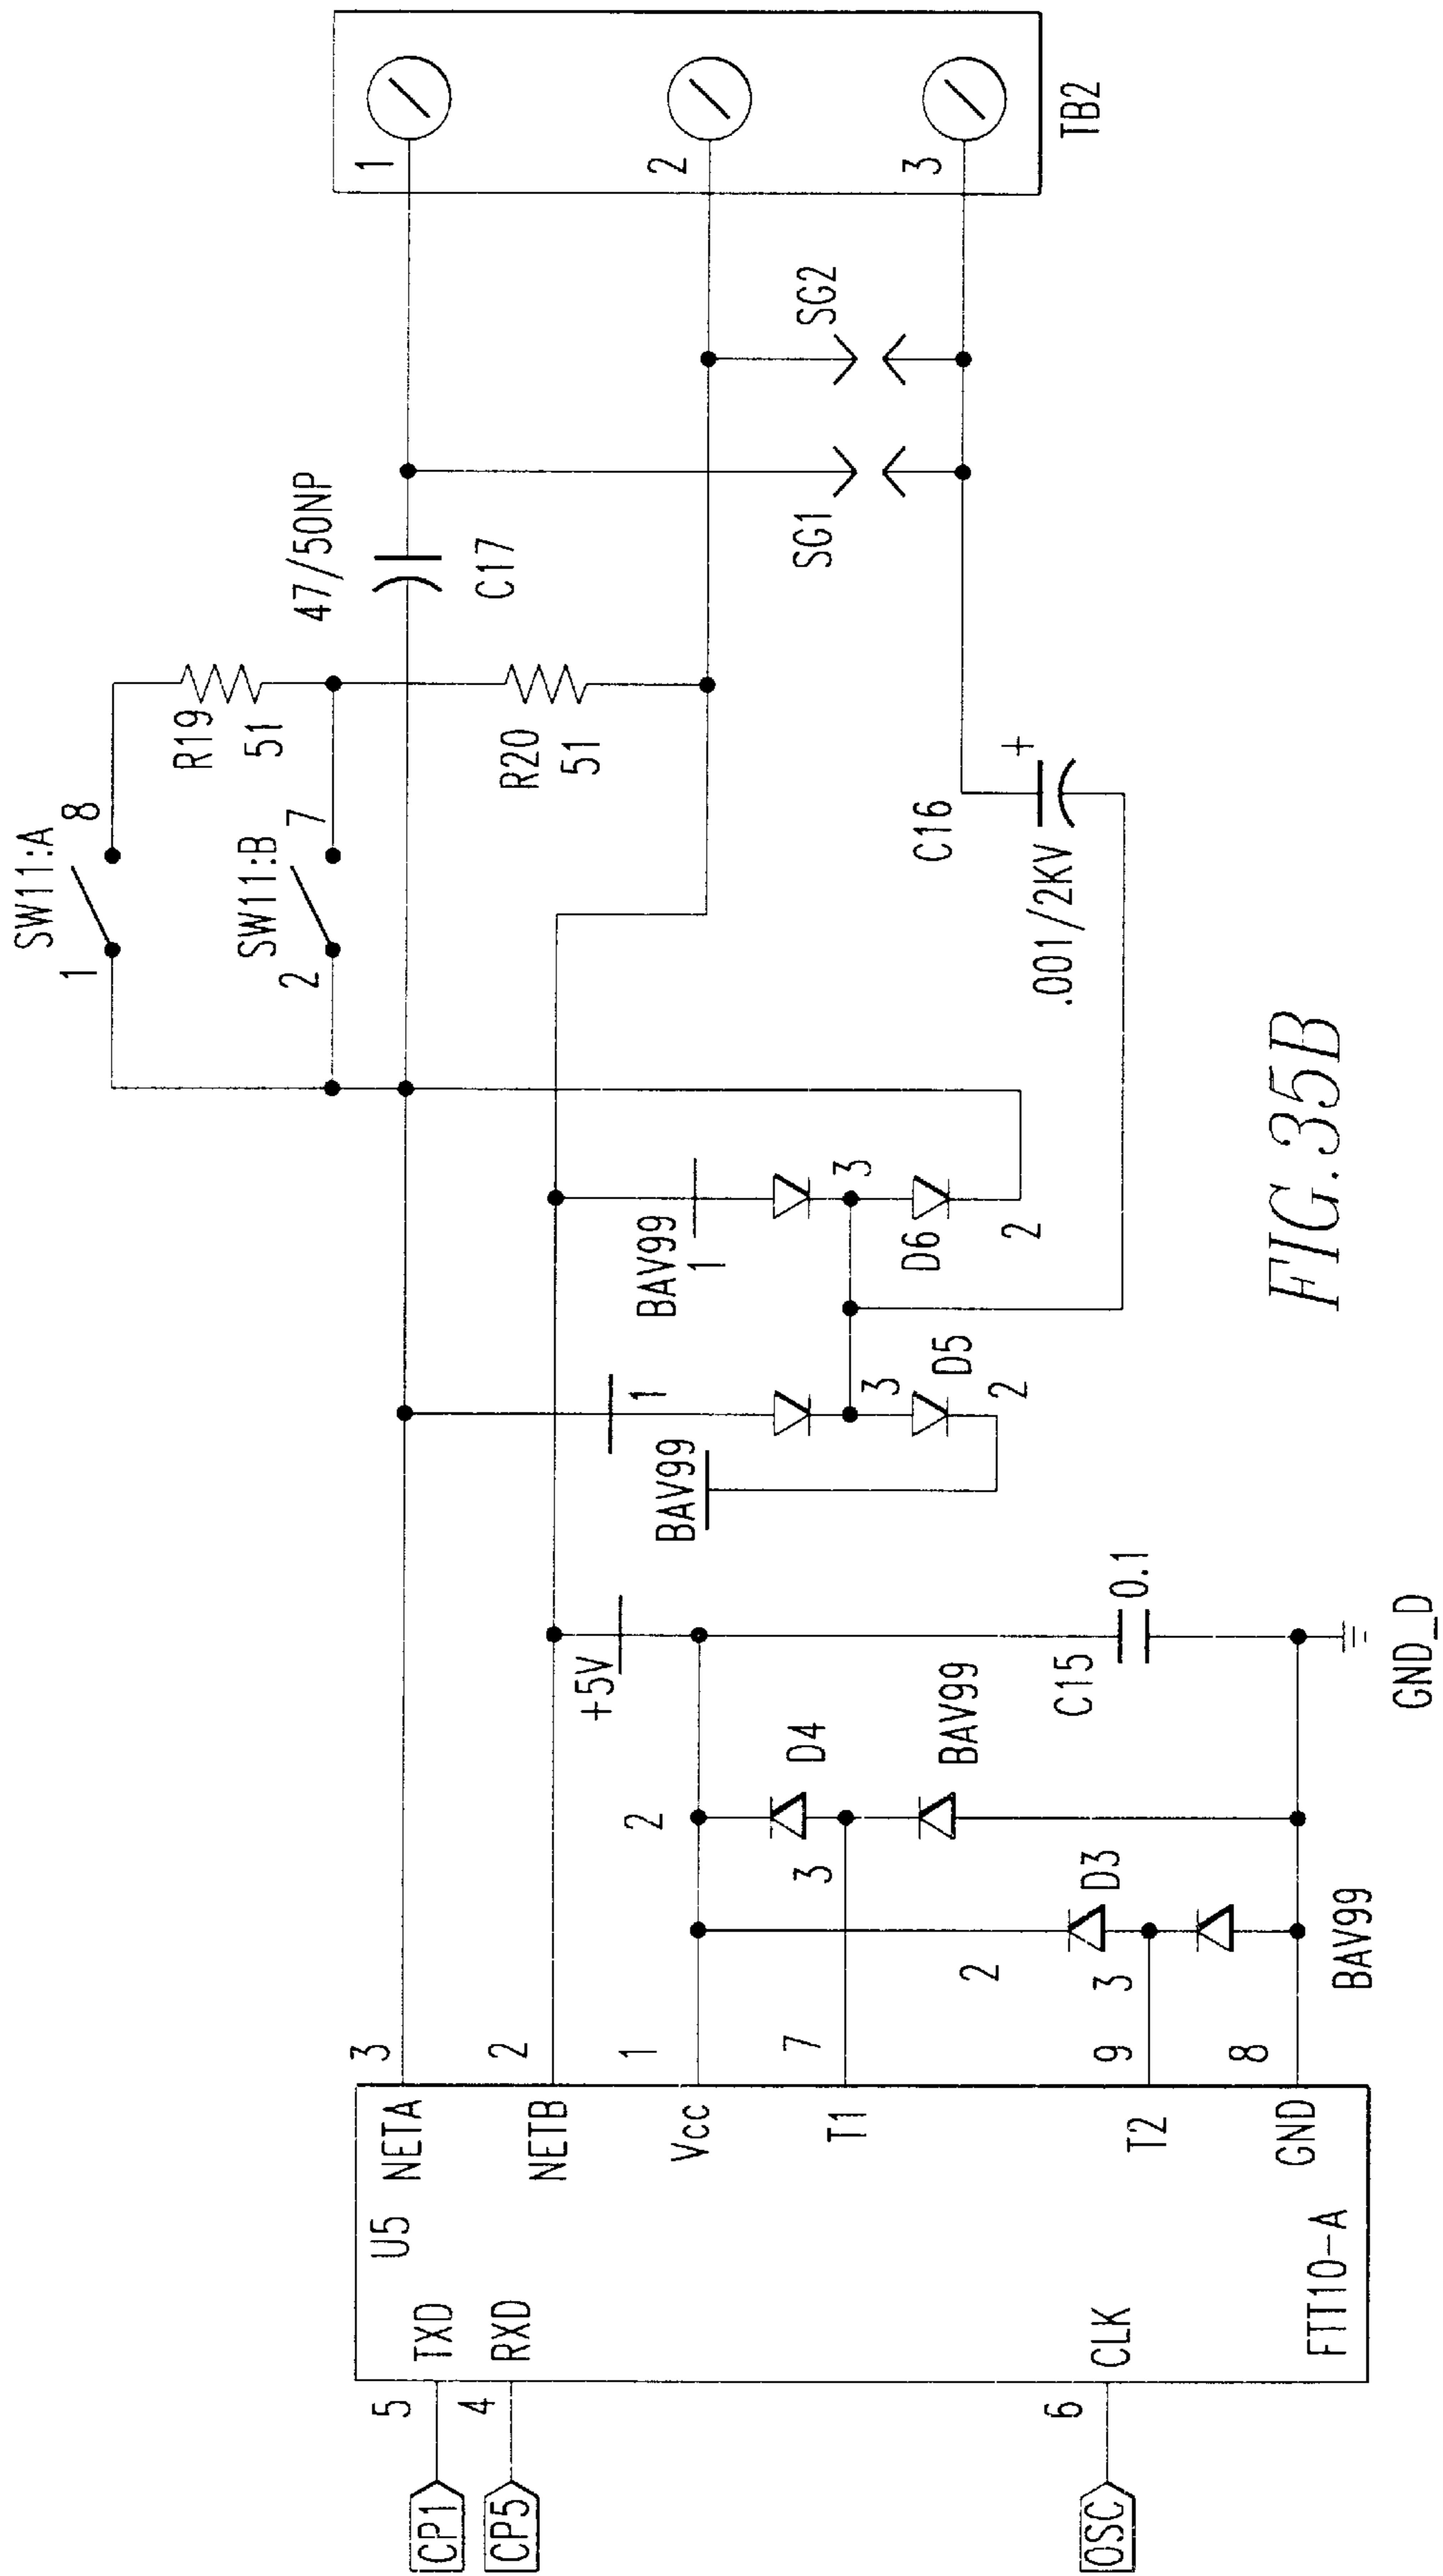 SW11:A
1
8
R19
51
SW11:B
2
7
47/50NP
C17
R20
51
1
2
3
TB2
SG1
SG2
C16
+
.001/2KV
BAV99
1
3
D6
2
1
BAV99
3
D5
2
+5V
2
D4
3
BAV99
C15
0.1
GND_D
2
D3
3
BAV99
3
2
1
7
9
8
U5
NETA
NETB
Vcc
T1
T2
GND
TXD
RXD
CLK
FTT10-A
5
4
6
CP1
CP5
OSC
FIG.35B